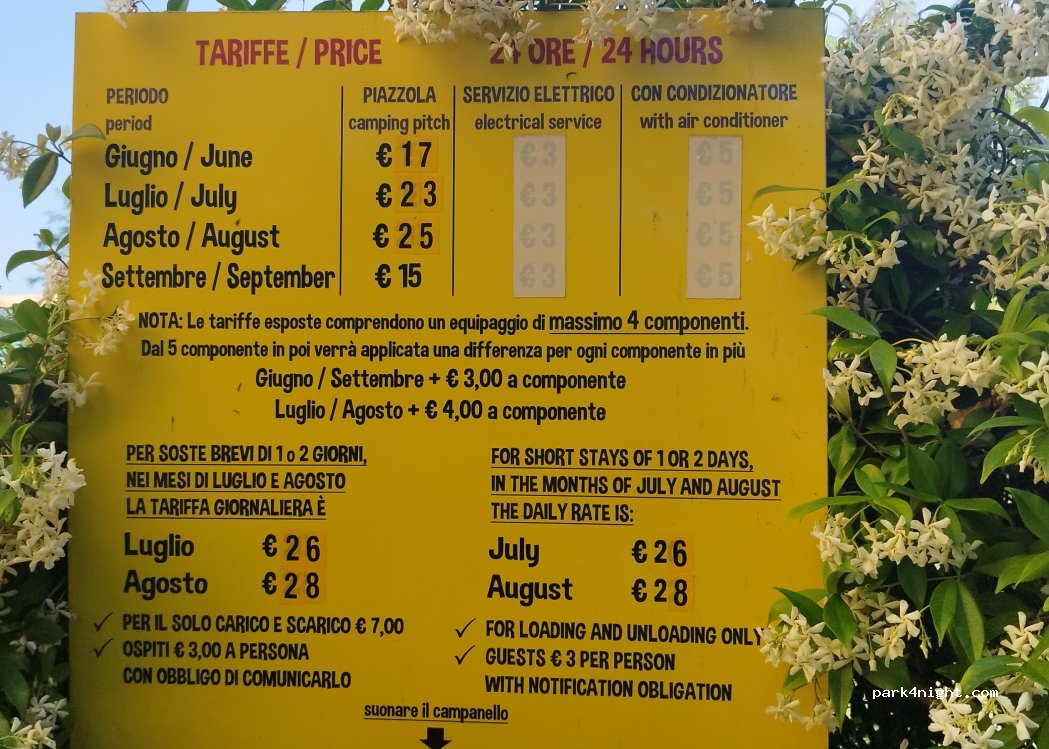 TARIFFE / PRICE 24 ORE / 24 HOURS
PERIODO PIAZZOLA SERVIZIO ELETTRICO CON CONDIZIONATORE
period camping pitch electrical service with air conditioner
Giugno / June € 17 € 3 € 5
Luglio / July € 23 € 3 € 5
Agosto / August € 25 € 3 € 5
Settembre / September € 15 € 3 € 5
NOTA: Le tariffe esposte comprendono un equipaggio di massimo 4 componenti.
Dal 5 componente in poi verrà applicata una differenza per ogni componente in più
Giugno / Settembre + € 3,00 a componente
Luglio / Agosto + € 4,00 a componente
PER SOSTE BREVI DI 1 o 2 GIORNI,
NEI MESI DI LUGLIO E AGOSTO
LA TARIFFA GIORNALIERA È
Luglio € 26
Agosto € 28
✓ PER IL SOLO CARICO E SCARICO € 7,00
✓ OSPITI € 3,00 A PERSONA
CON OBBLIGO DI COMUNICARLO
FOR SHORT STAYS OF 1 OR 2 DAYS,
IN THE MONTHS OF JULY AND AUGUST
THE DAILY RATE IS:
July € 26
August € 28
✓ FOR LOADING AND UNLOADING ONLY
✓ GUESTS € 3 PER PERSON
WITH NOTIFICATION OBLIGATION
suonare il campanello
park4night.com